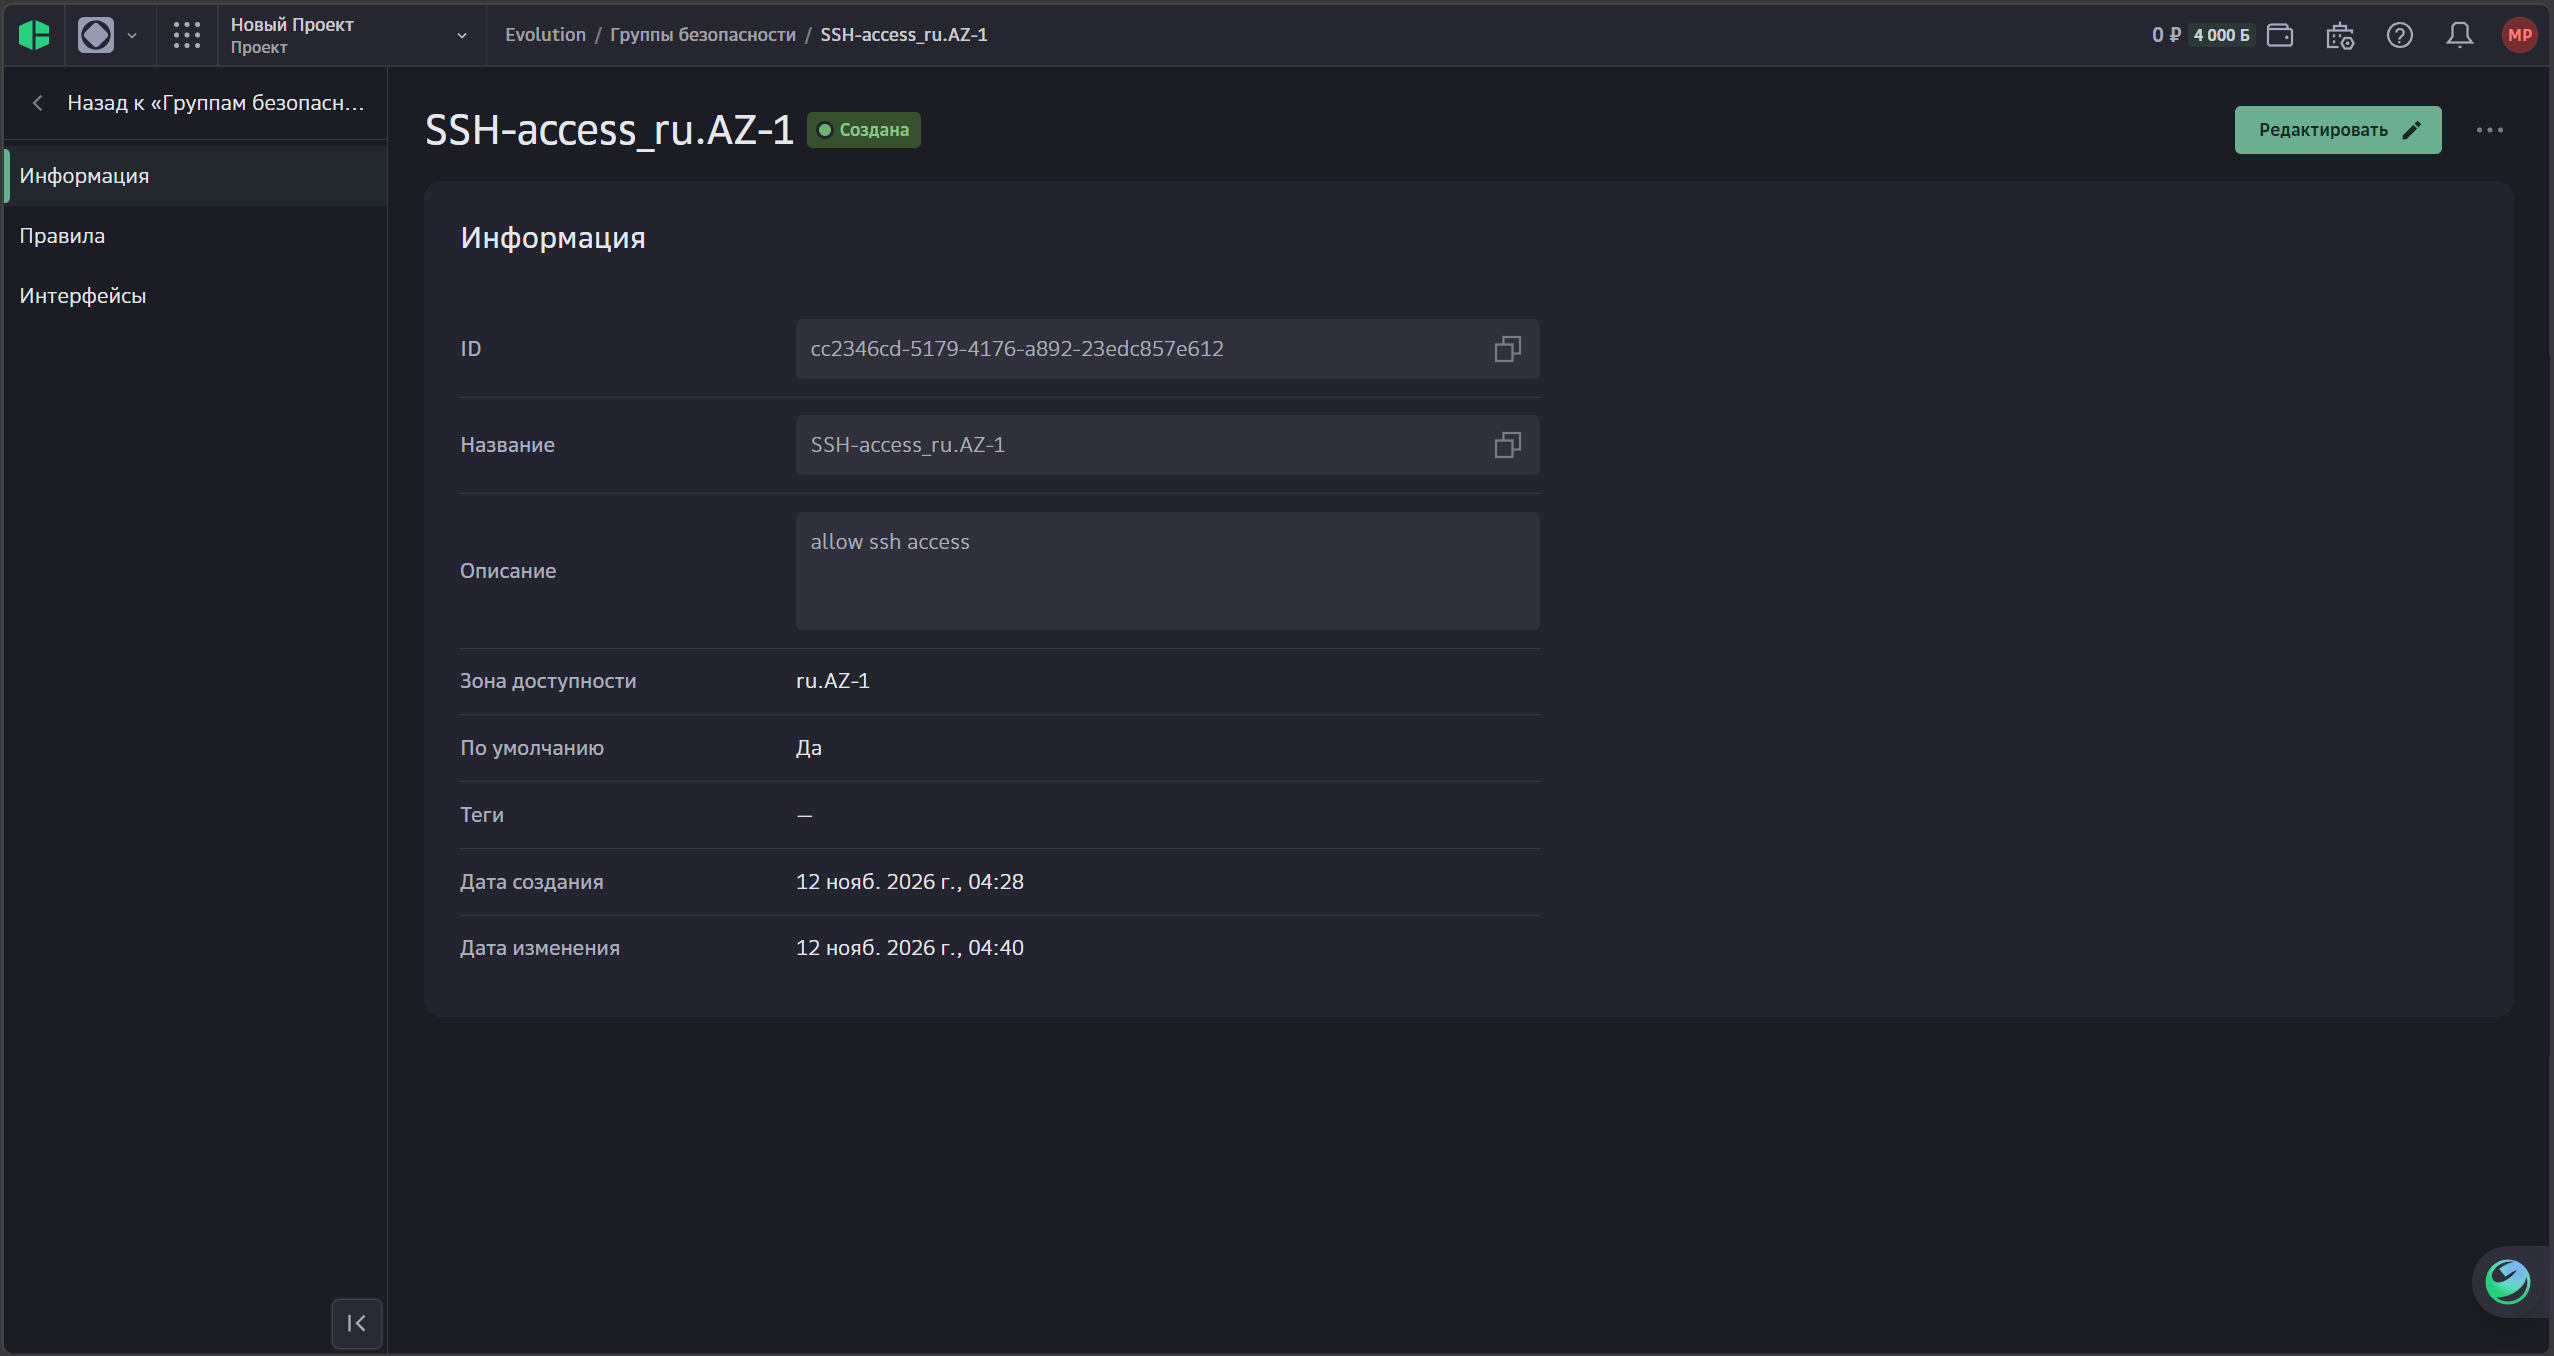 Новый Проект
Проект
Evolution / Группы безопасности / SSH-access_ru.AZ-1
0 ₽ 4 000 Б
MP
Назад к «Группам безопасн...
Информация
Правила
Интерфейсы
SSH-access_ru.AZ-1
Создана
Редактировать
Информация
ID
cc2346cd-5179-4176-a892-23edc857e612
Название
SSH-access_ru.AZ-1
Описание
allow ssh access
Зона доступности
ru.AZ-1
По умолчанию
Да
Теги
—
Дата создания
12 нояб. 2026 г., 04:28
Дата изменения
12 нояб. 2026 г., 04:40